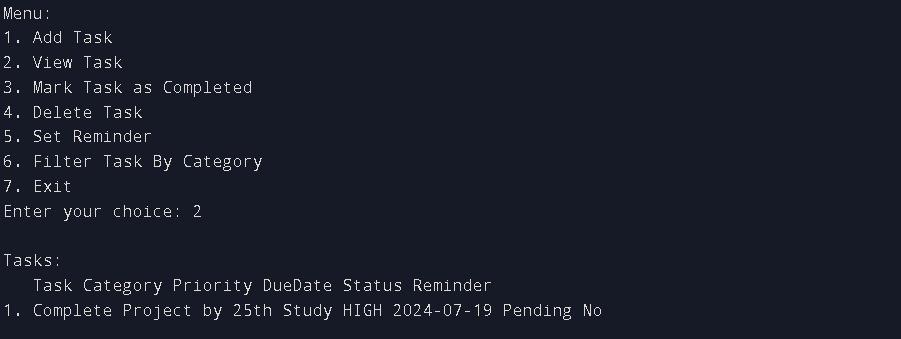 Menu:
1. Add Task
2. View Task
3. Mark Task as Completed
4. Delete Task
5. Set Reminder
6. Filter Task By Category
7. Exit
Enter your choice: 2
Tasks:
Task Category Priority DueDate Status Reminder
1. Complete Project by 25th Study HIGH 2024-07-19 Pending No